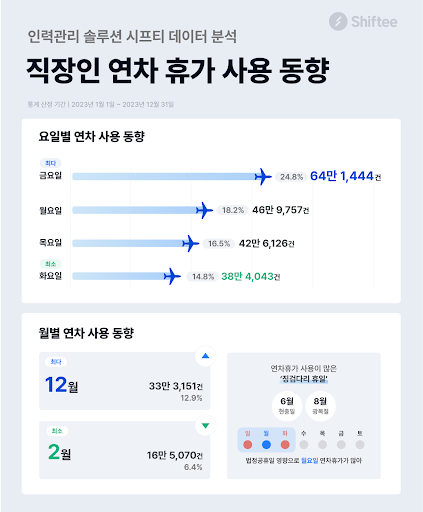 Shiftee
인력관리 솔루션 시프티 데이터 분석
직장인 연차 휴가 사용 동향
통계 산정 기간 | 2023년 1월 1일 ~ 2023년 12월 31일
요일별 연차 사용 동향
최다
금요일 24.8% 64만 1,444건
월요일 18.2% 46만 9,757건
목요일 16.5% 42만 6,126건
최소
화요일 14.8% 38만 4,043건
월별 연차 사용 동향
최다
12월
33만 3,151건
12.9%
최소
2월
16만 5,070건
6.4%
연차휴가 사용이 많은
‘징검다리 휴일’
6월 8월
현충일 광복절
일 월 화 수 목 금 토
법정공휴일 영향으로 월요일 연차휴가가 많아